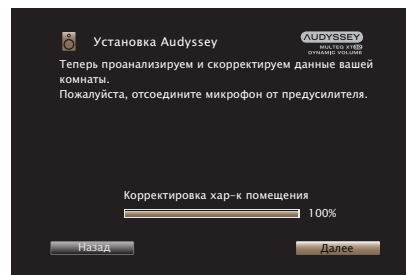 Установка Audyssey
AUDYSSEY
MULTEQ XT32
DYNAMIC VOLUME
Теперь проанализируем и скорректируем данные вашей
комнаты.
Пожалуйста, отсоедините микрофон от предусилителя.
Корректировка хар-к помещения
100%
Назад
Далее